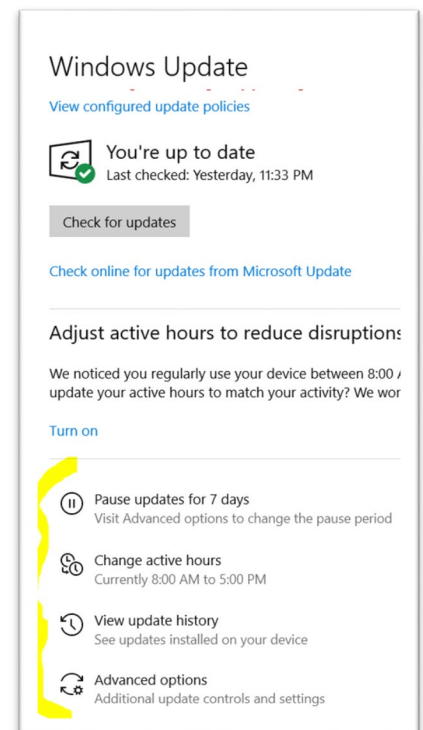 Windows Update
View configured update policies
You're up to date
Last checked: Yesterday, 11:33 PM
Check for updates
Check online for updates from Microsoft Update
Adjust active hours to reduce disruptions
We noticed you regularly use your device between 8:00
update your active hours to match your activity? We
Turn on
Pause updates for 7 days
Visit Advanced options to change the pause period
Change active hours
Currently 8:00 AM to 5:00 PM
View update history
See updates installed on your device
Advanced options
Additional update controls and settings